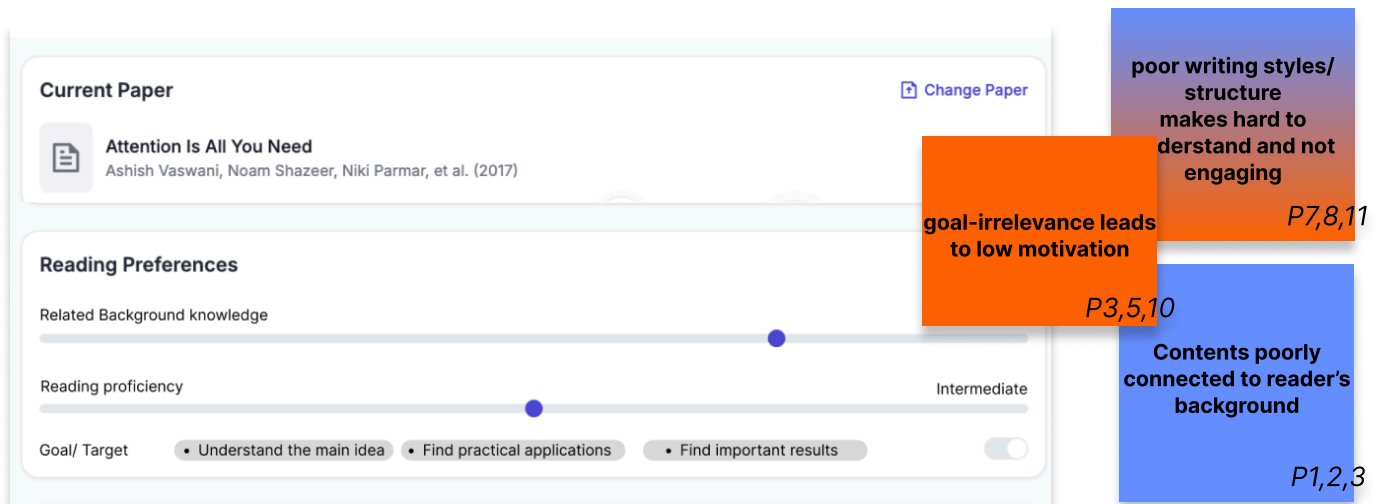 Current Paper
Change Paper
Attention Is All You Need
Ashish Vaswani, Noam Shazeer, Niki Parmar, et al. (2017)
Reading Preferences
Related Background knowledge
Reading proficiency
Intermediate
Goal/ Target
• Understand the main idea
• Find practical applications
• Find important results
poor writing styles/
structure
makes hard to
derstand and not
engaging
P7,8,11
goal-irrelevance leads
to low motivation
P3,5,10
Contents poorly
connected to reader's
background
P1,2,3